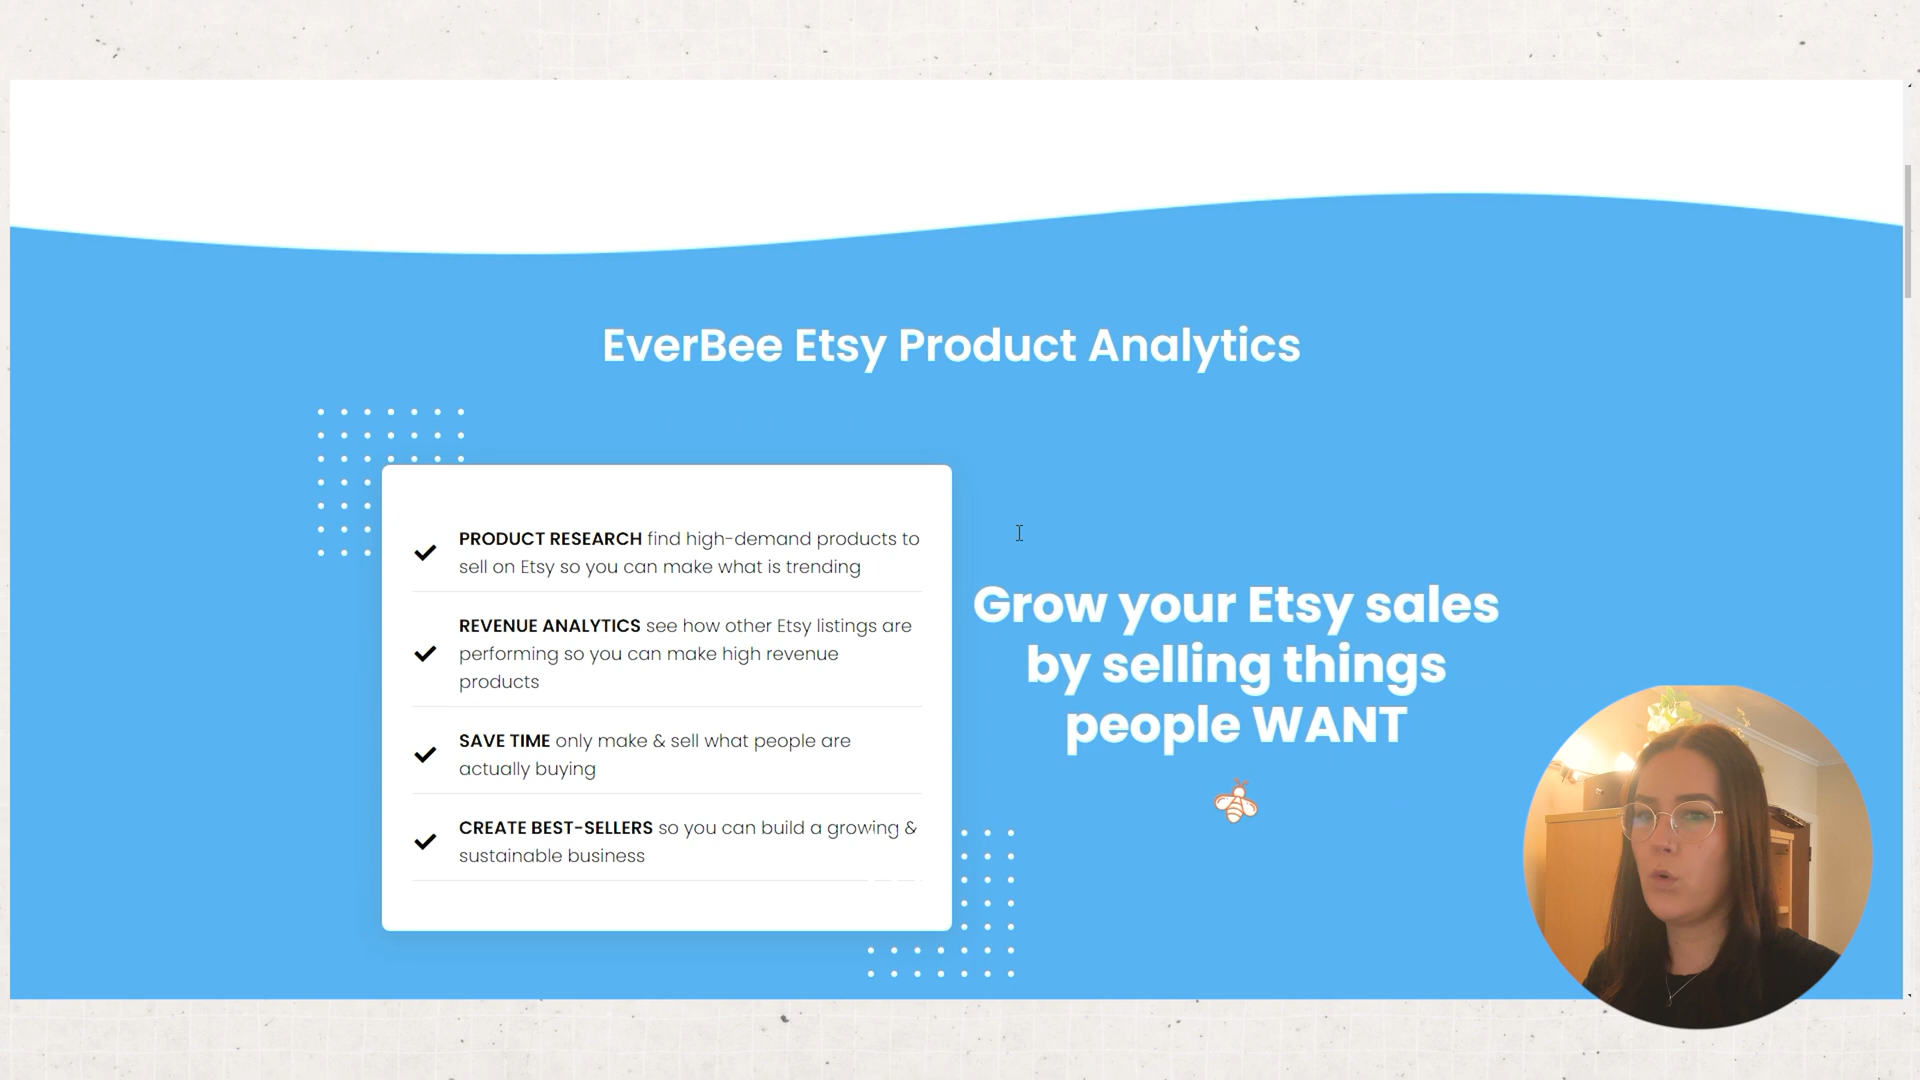 EverBee Etsy Product Analytics
PRODUCT RESEARCH find high-demand products to
sell on Etsy so you can make what is trending
REVENUE ANALYTICS see how other Etsy listings are
performing so you can make high revenue
products
SAVE TIME only make & sell what people are
actually buying
CREATE BEST-SELLERS so you can build a growing &
sustainable business
Grow your Etsy sales
by selling things
people WANT